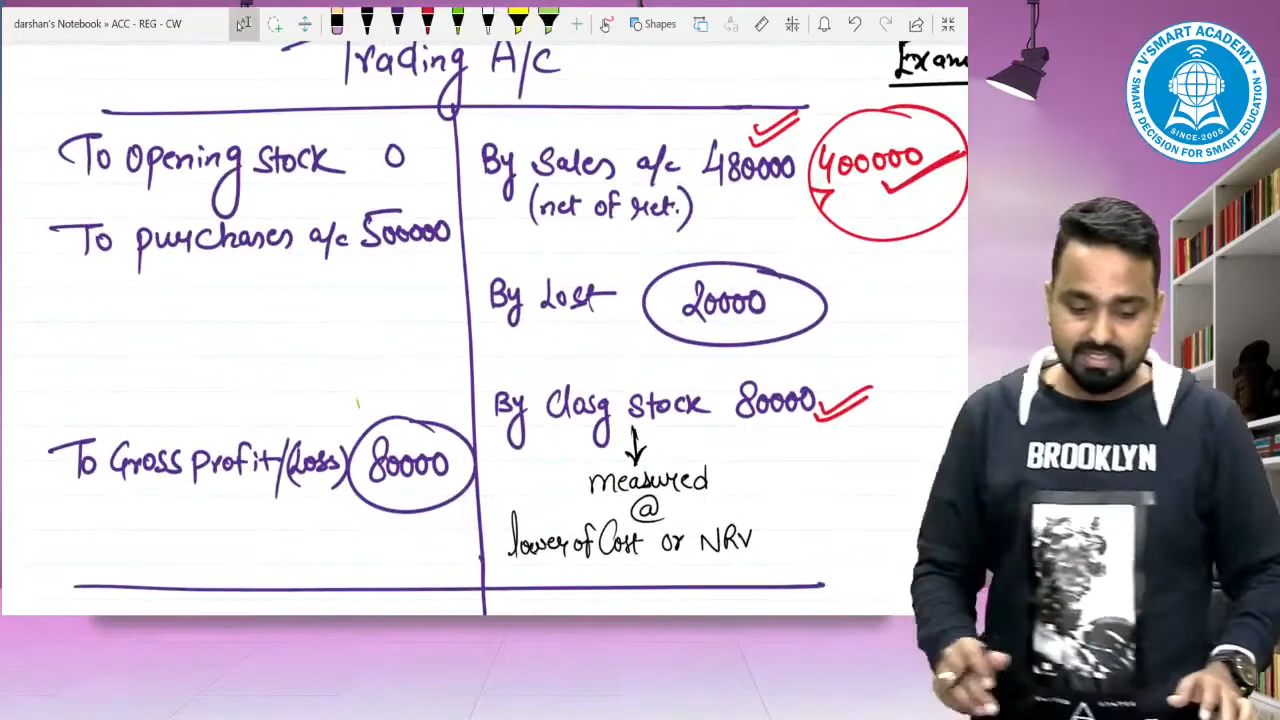 darshan's Notebook » ACC - REG - CW
Shapes
Trading A/C
Exam
To opening stock 0
By Sales a/c 480000 400000
(net of ret.)
To purchases a/c 500000
By Lost 20000
By Closg stock 80000
To Gross profit/(Loss) 80000
measured
@
lower of Cost or NRV
V'SMART ACADEMY
SINCE-2005
SMART DECISION FOR SMART EDUCATION
BROOKLYN